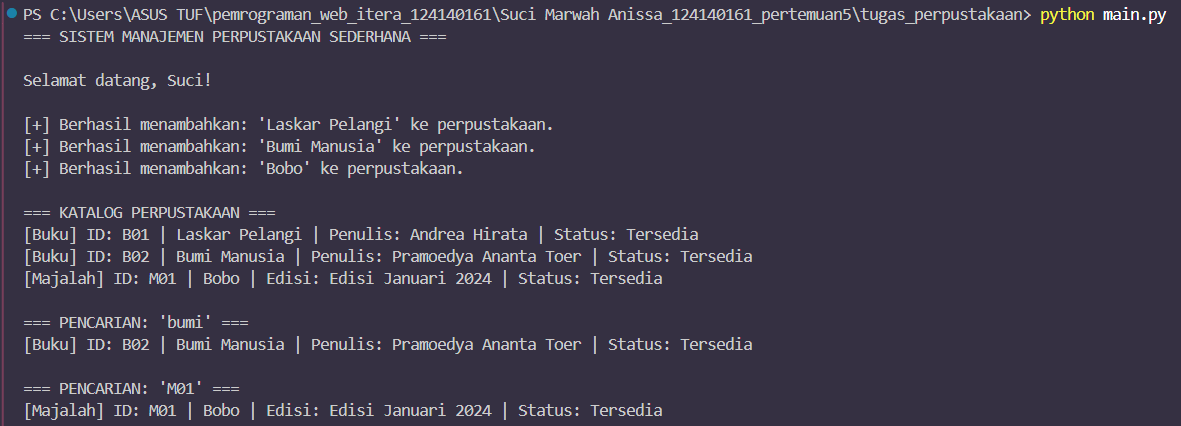 PS C:\Users\ASUS TUF\pemrograman_web_itera_124140161\Suci Marwah Anissa_124140161_pertemuan5\tugas_perpustakaan> python main.py
=== SISTEM MANAJEMEN PERPUSTAKAAN SEDERHANA ===
Selamat datang, Suci!
[+] Berhasil menambahkan: 'Laskar Pelangi' ke perpustakaan.
[+] Berhasil menambahkan: 'Bumi Manusia' ke perpustakaan.
[+] Berhasil menambahkan: 'Bobo' ke perpustakaan.
=== KATALOG PERPUSTAKAAN ===
[Buku] ID: B01 | Laskar Pelangi | Penulis: Andrea Hirata | Status: Tersedia
[Buku] ID: B02 | Bumi Manusia | Penulis: Pramoedya Ananta Toer | Status: Tersedia
[Majalah] ID: M01 | Bobo | Edisi: Edisi Januari 2024 | Status: Tersedia
=== PENCARIAN: 'bumi' ===
[Buku] ID: B02 | Bumi Manusia | Penulis: Pramoedya Ananta Toer | Status: Tersedia
=== PENCARIAN: 'M01' ===
[Majalah] ID: M01 | Bobo | Edisi: Edisi Januari 2024 | Status: Tersedia